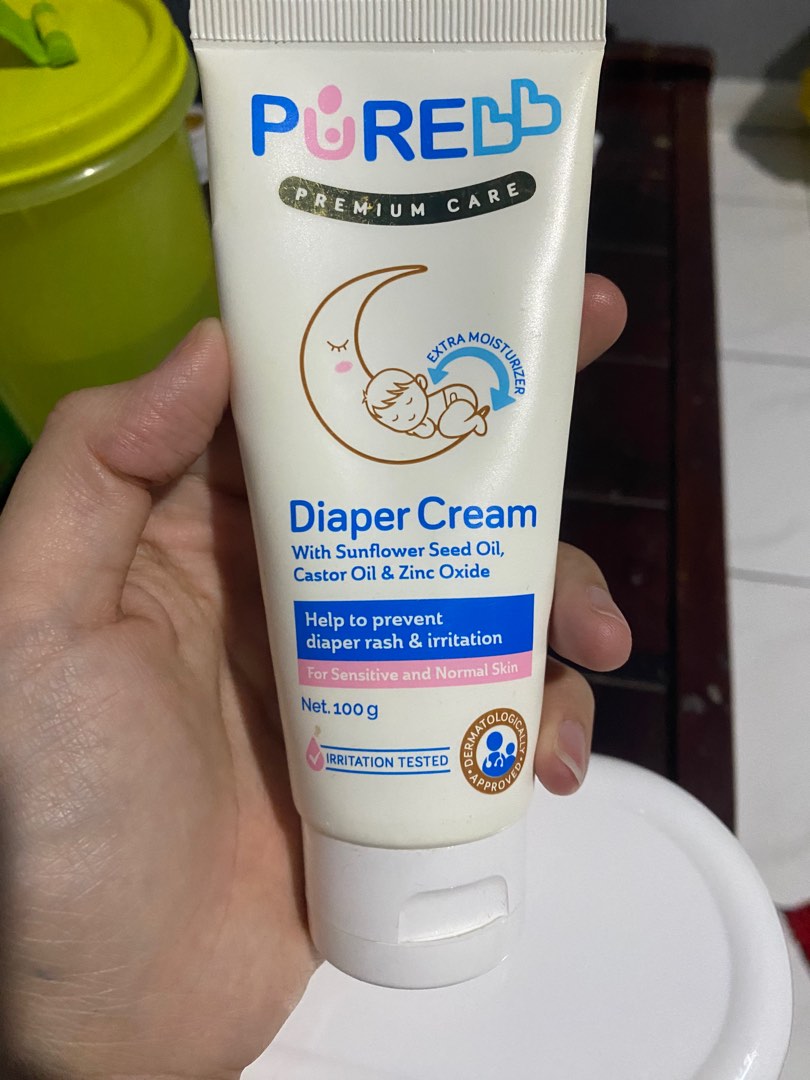 PUREBB
PREMIUM CARE
EXTRA MOISTURIZER
Diaper Cream
With Sunflower Seed Oil,
Castor Oil & Zinc Oxide
Help to prevent
diaper rash & irritation
For Sensitive and Normal Skin
Net. 100 g
IRRITATION TESTED
DERMATOLOGICALLY
• APPROVED •